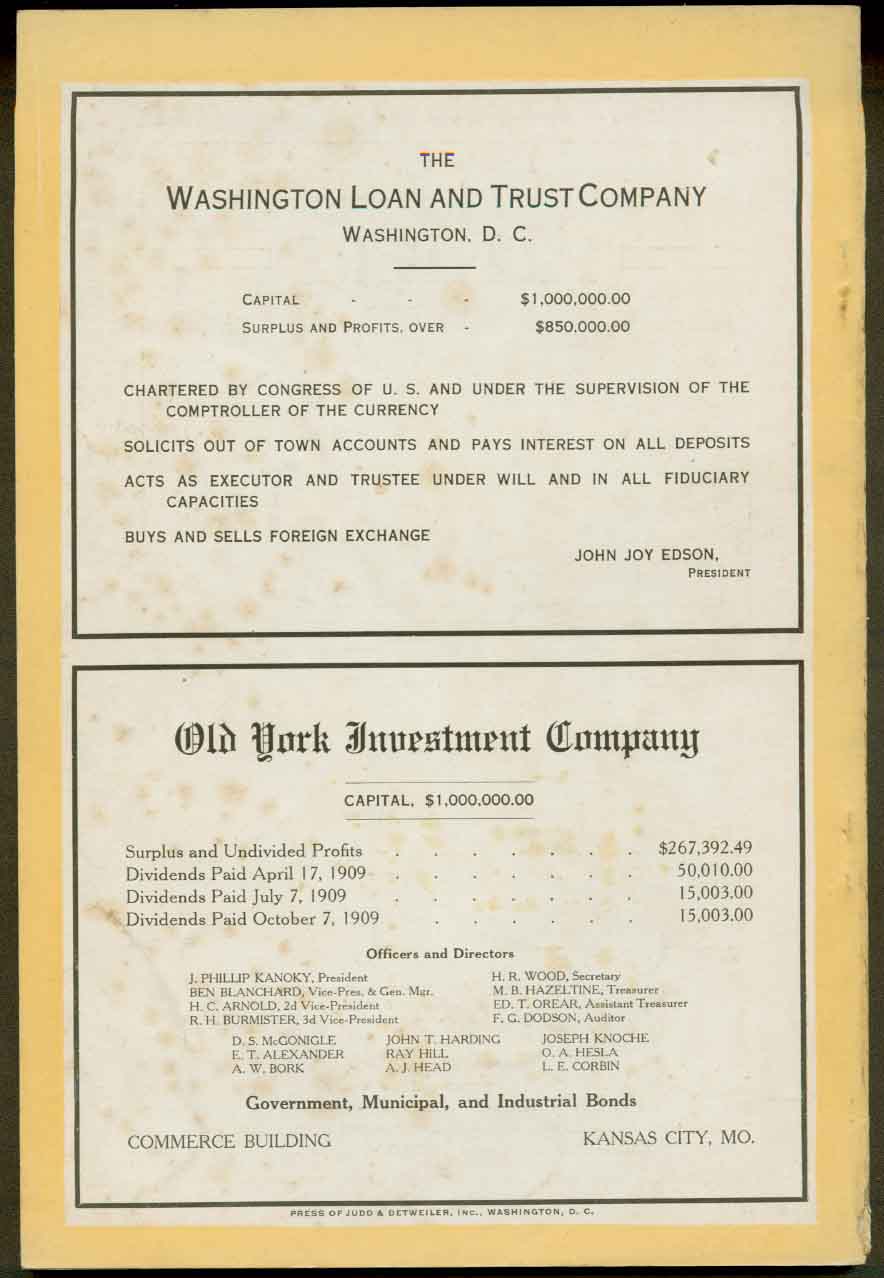 THE
WASHINGTON LOAN AND TRUST COMPANY
WASHINGTON, D. C.
CAPITAL - - - $1,000,000.00
SURPLUS AND PROFITS, OVER - $850,000.00
CHARTERED BY CONGRESS OF U. S. AND UNDER THE SUPERVISION OF THE
COMPTROLLER OF THE CURRENCY
SOLICITS OUT OF TOWN ACCOUNTS AND PAYS INTEREST ON ALL DEPOSITS
ACTS AS EXECUTOR AND TRUSTEE UNDER WILL AND IN ALL FIDUCIARY
CAPACITIES
BUYS AND SELLS FOREIGN EXCHANGE
JOHN JOY EDSON,
PRESIDENT
Old York Investment Company
CAPITAL, $1,000,000.00
Surplus and Undivided Profits . . . . . . . $267,392.49
Dividends Paid April 17, 1909 . . . . . . . 50,010.00
Dividends Paid July 7, 1909 . . . . . . . 15,003.00
Dividends Paid October 7, 1909 . . . . . . 15,003.00
Officers and Directors
J. PHILLIP KANOKY, President H. R. WOOD, Secretary
BEN BLANCHARD, Vice-Pres. & Gen. Mgr. M. B. HAZELTINE, Treasurer
H. C. ARNOLD, 2d Vice-President ED. T. OREAR, Assistant Treasurer
R. H. BURMISTER, 3d Vice-President F. G. DODSON, Auditor
D. S. McGONIGLE JOHN T. HARDING JOSEPH KNOCHE
E. T. ALEXANDER RAY HILL O. A. HESLA
A. W. BORK A. J. HEAD L. E. CORBIN
Government, Municipal, and Industrial Bonds
COMMERCE BUILDING KANSAS CITY, MO.
PRESS OF JUDD & DETWEILER, INC., WASHINGTON, D. C.